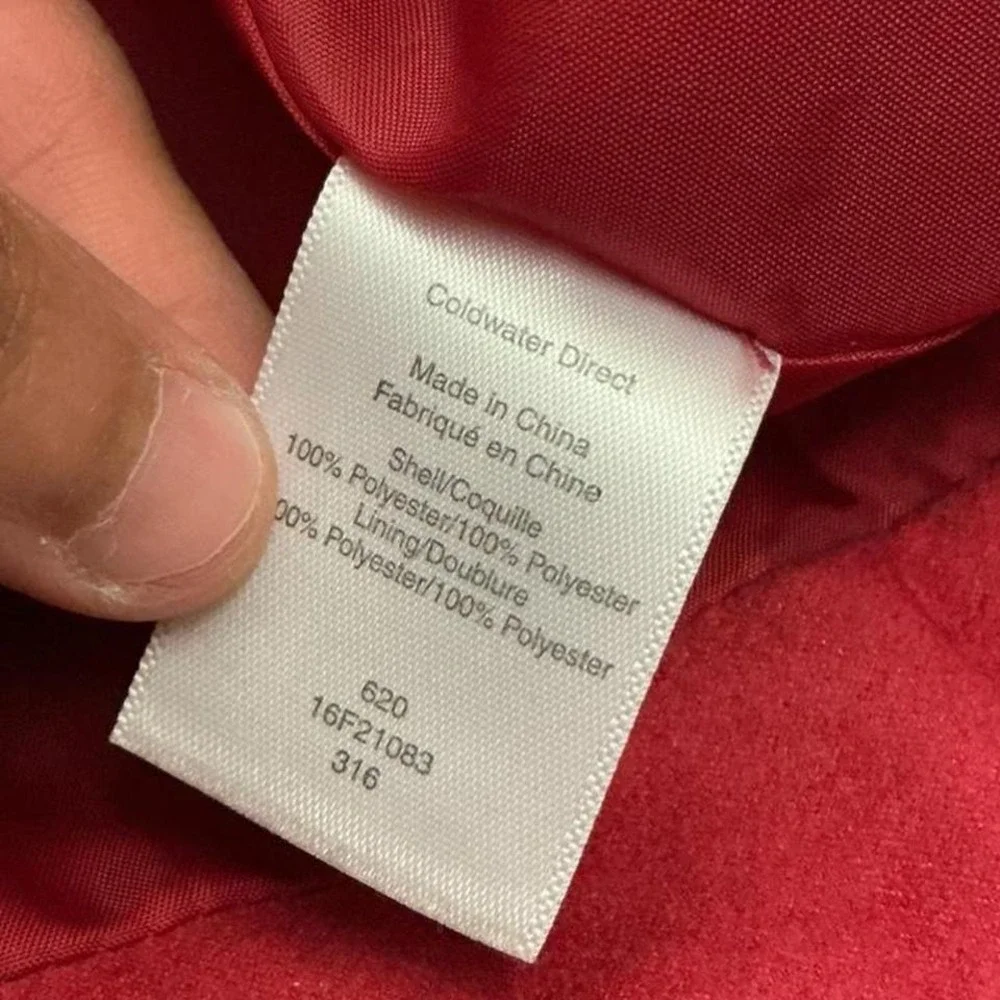 Coldwater Direct
Made in China
Fabriqué en Chine
Shell/Coquille
100% Polyester/100% Polyester
Lining/Doublure
00% Polyester/100% Polyester
620
16F21083
316